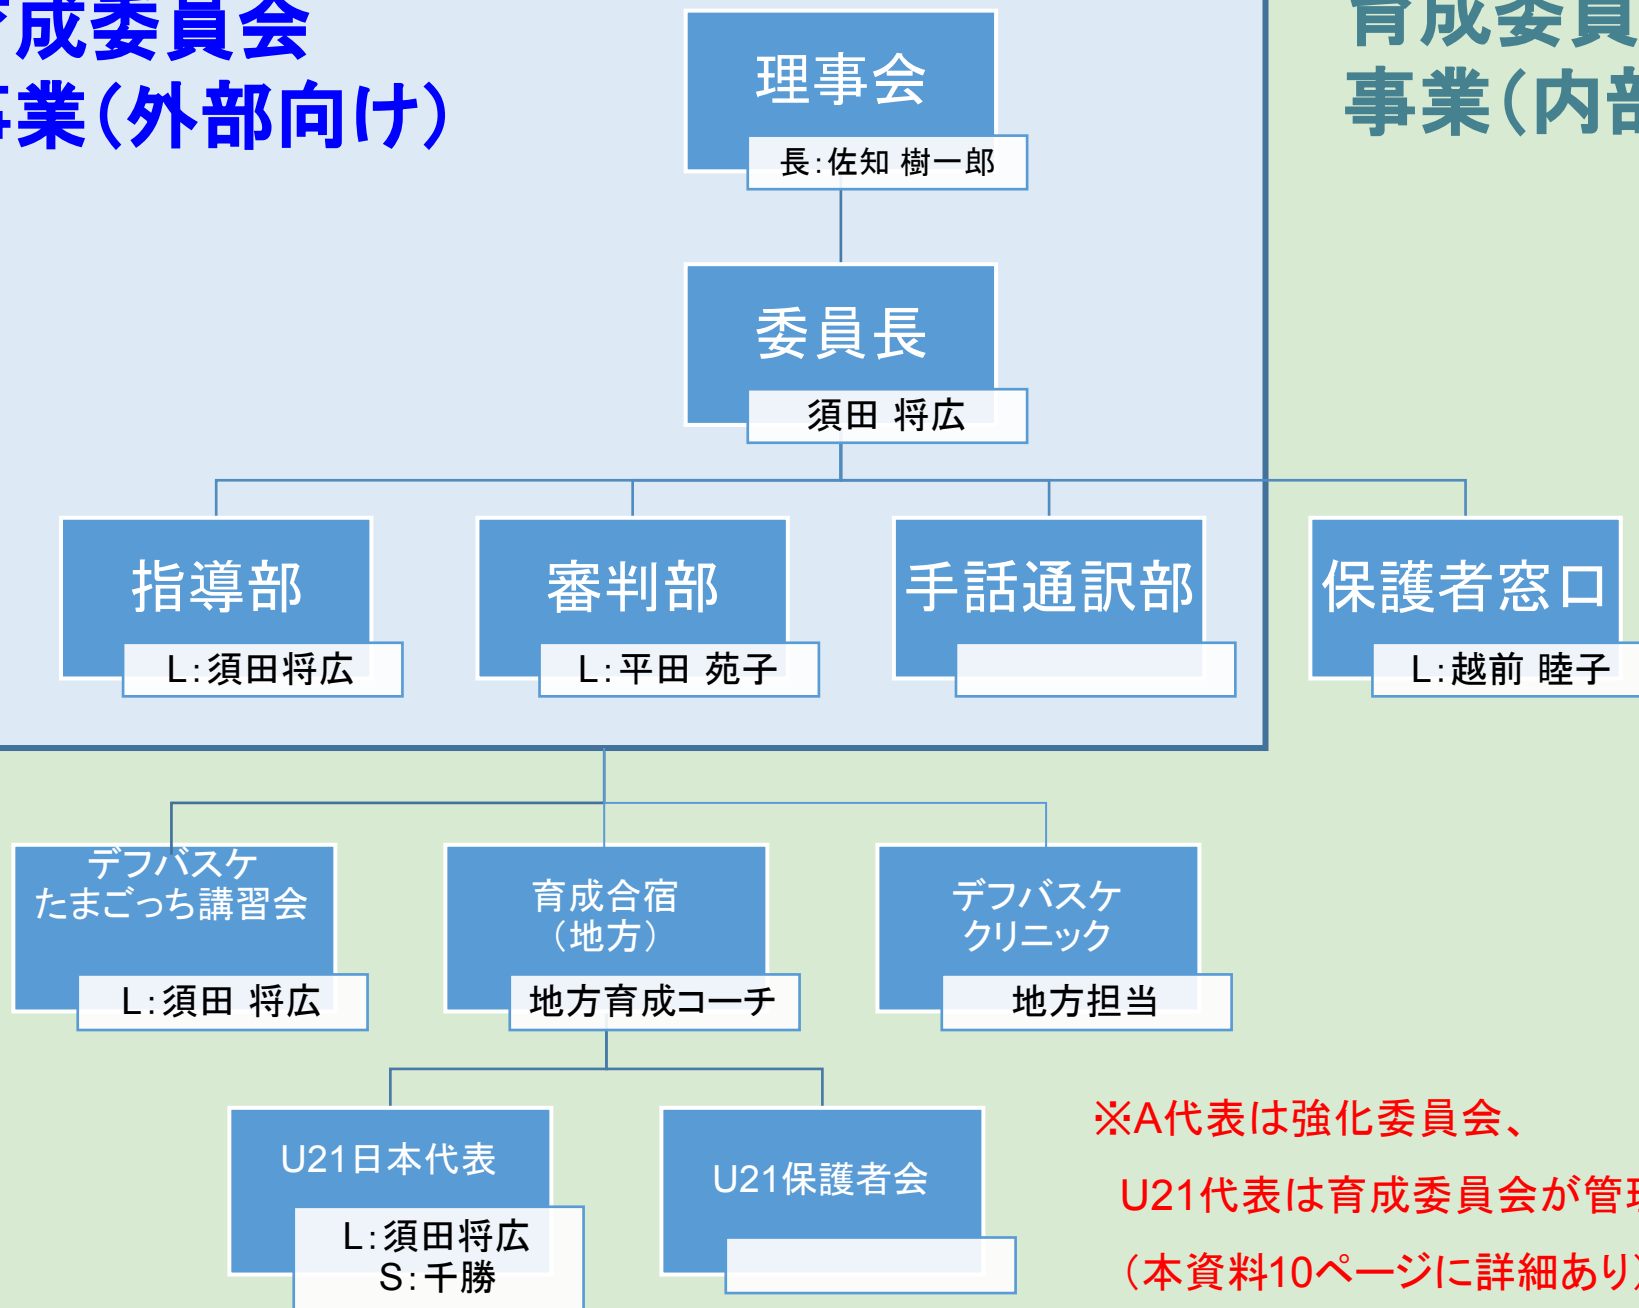 育成委員会
事業（外部向け）
育成委員
事業（内部
理事会
長：佐知 樹一郎
委員長
須田 将広
指導部
L：須田将広
審判部
L：平田 苑子
手話通訳部
保護者窓口
L：越前 睦子
デフバスケ
たまごっち講習会
L：須田 将広
育成合宿
（地方）
地方育成コーチ
デフバスケ
クリニック
地方担当
U21日本代表
L：須田将広
S：千勝
U21保護者会
※A代表は強化委員会、
U21代表は育成委員会が管理
（本資料10ページに詳細あり）